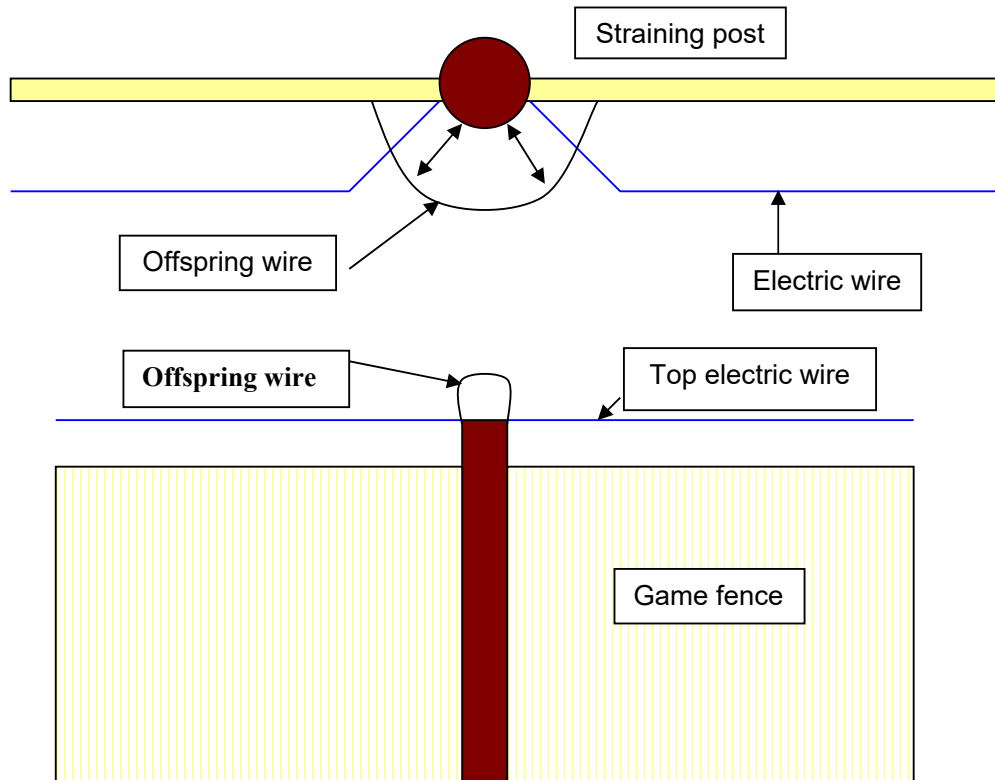 Straining post
Offspring wire
Electric wire
Offspring wire
Top electric wire
Game fence